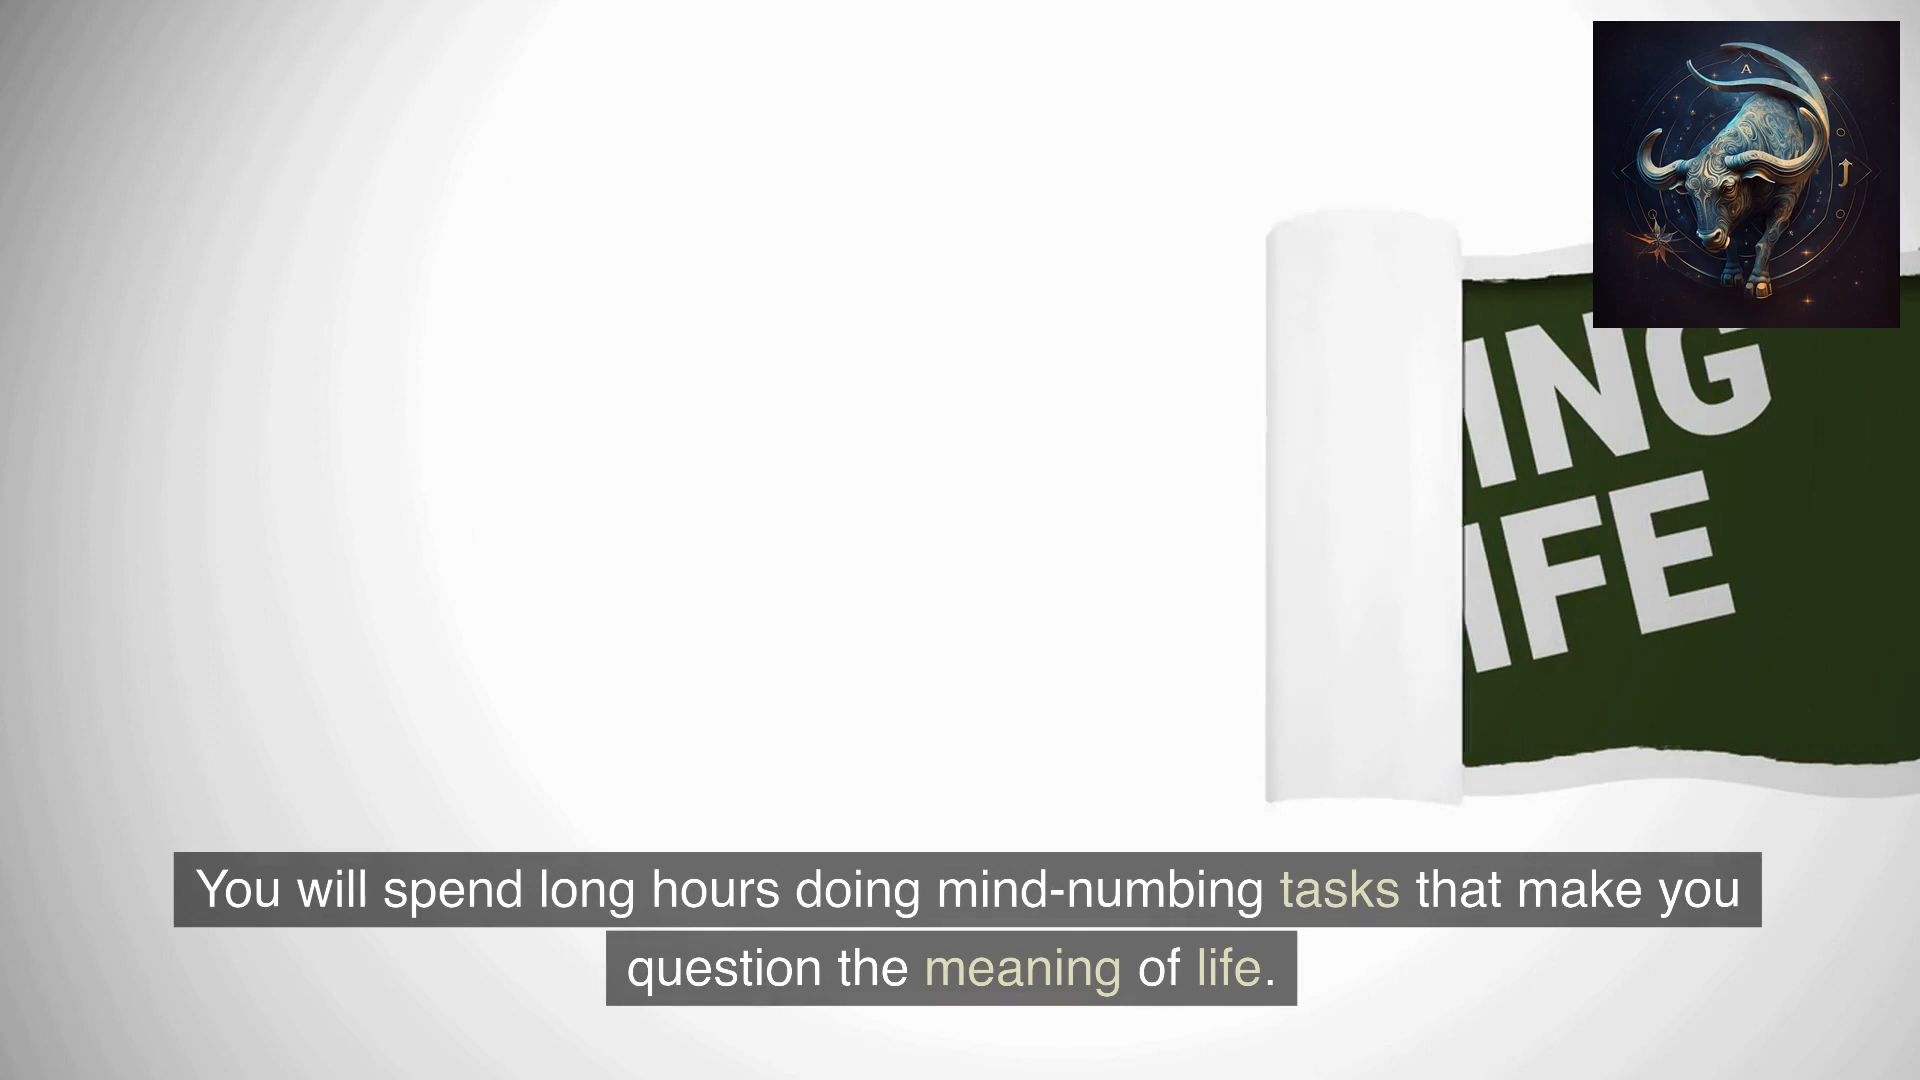 A
ING
IFE
You will spend long hours doing mind-numbing tasks that make you
question the meaning of life.